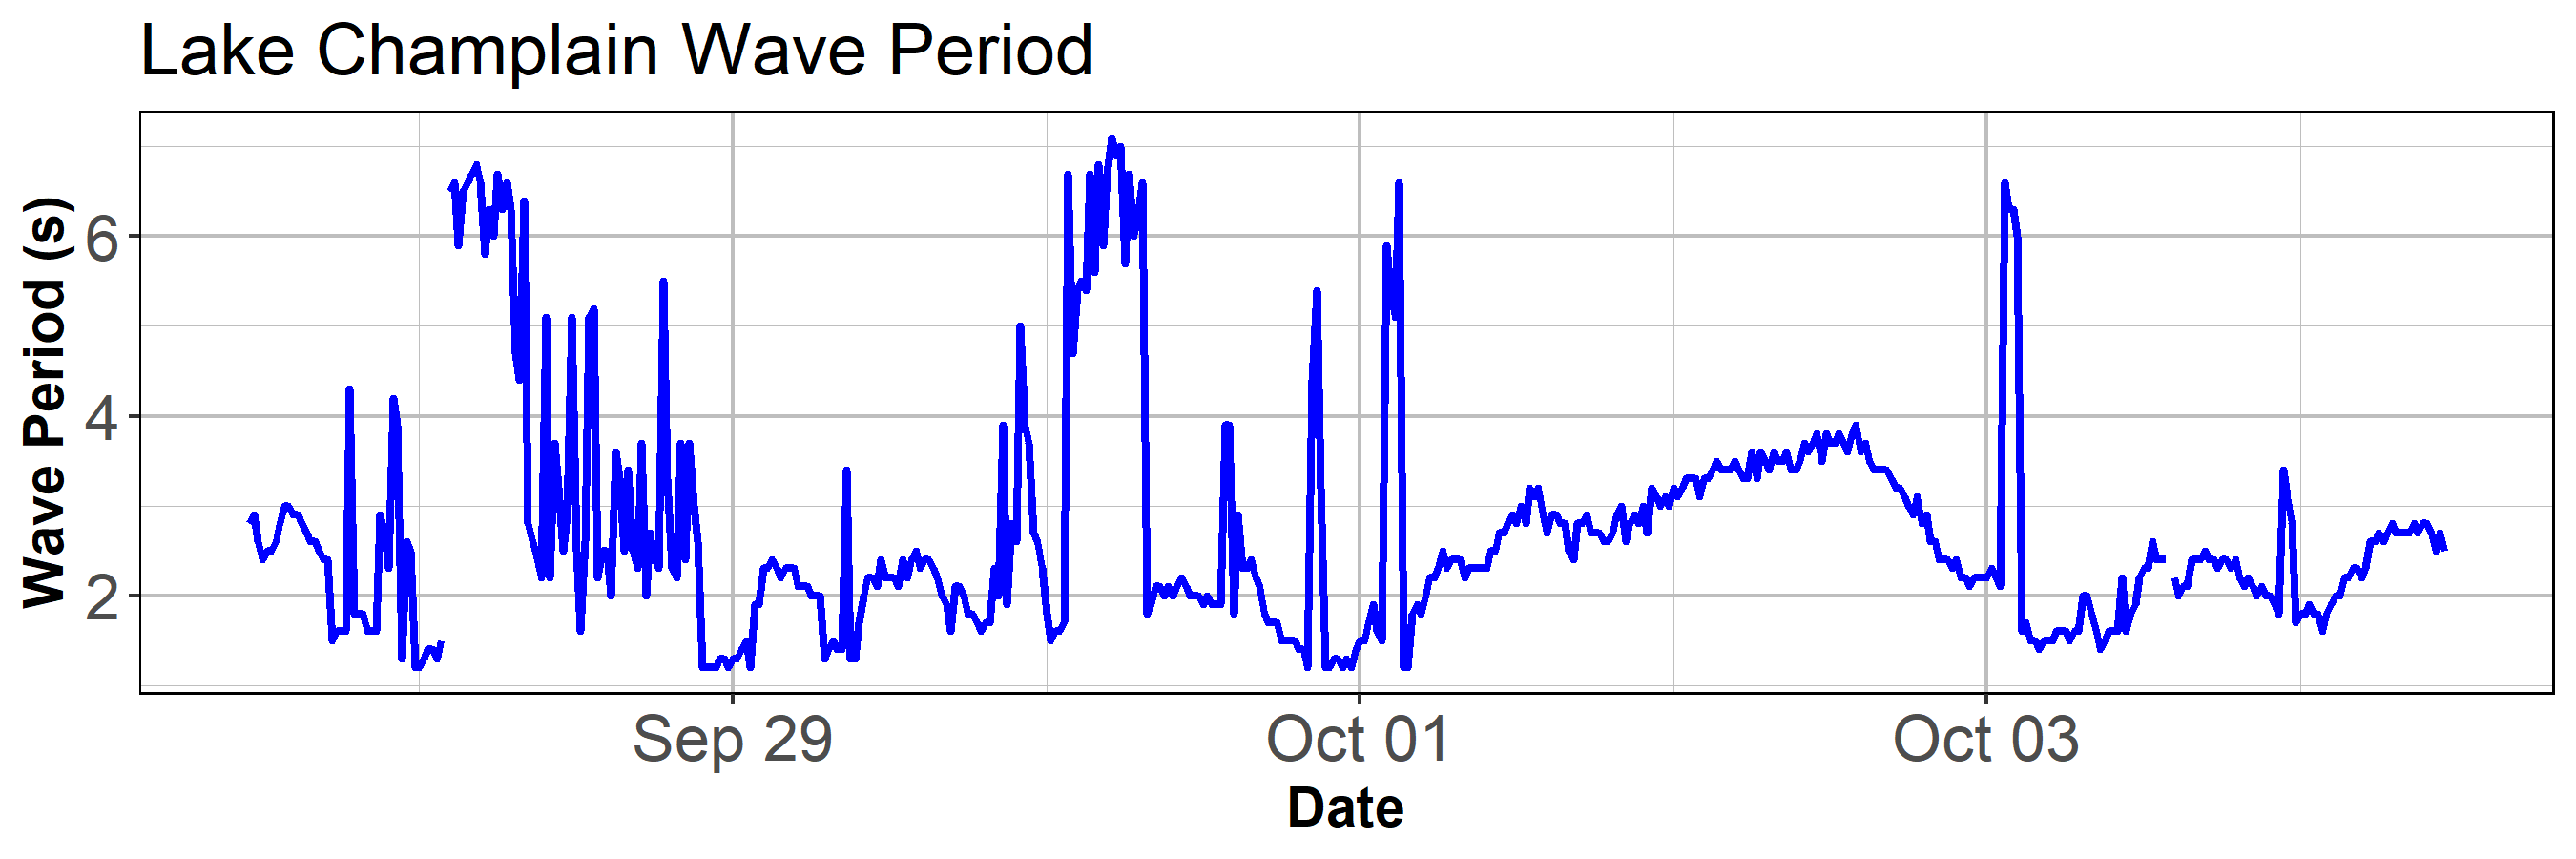 Lake Champlain Wave Period
Wave Period (s)
6
4
2
Sep 29
Oct 01
Oct 03
Date